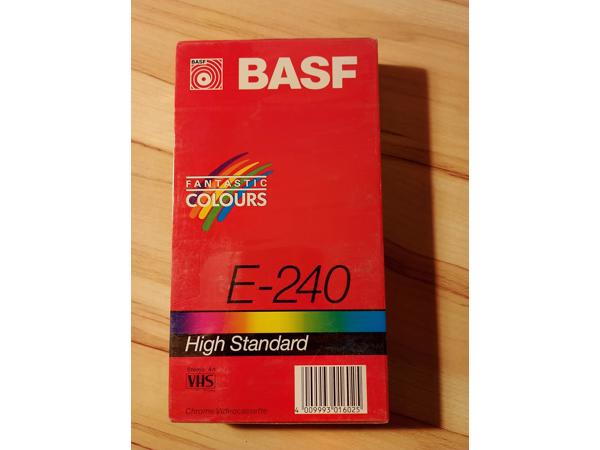 BASF
BASF
FANTASTIC
COLOURS
E-240
High Standard
VHS
Chrome Videocassette
4 009993 016025